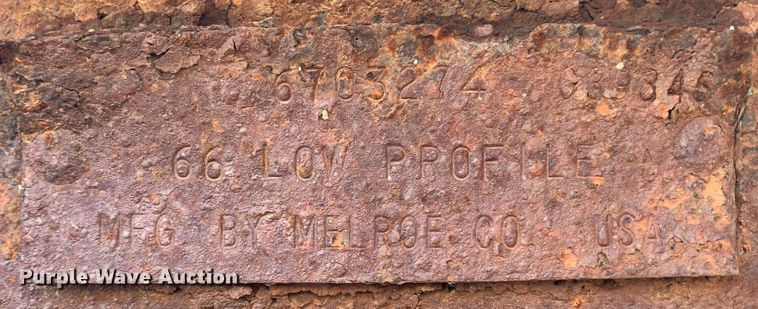 6703274
66 LOW PROFILE
MFG BY MELROE CO USA
Purple Wave Auction